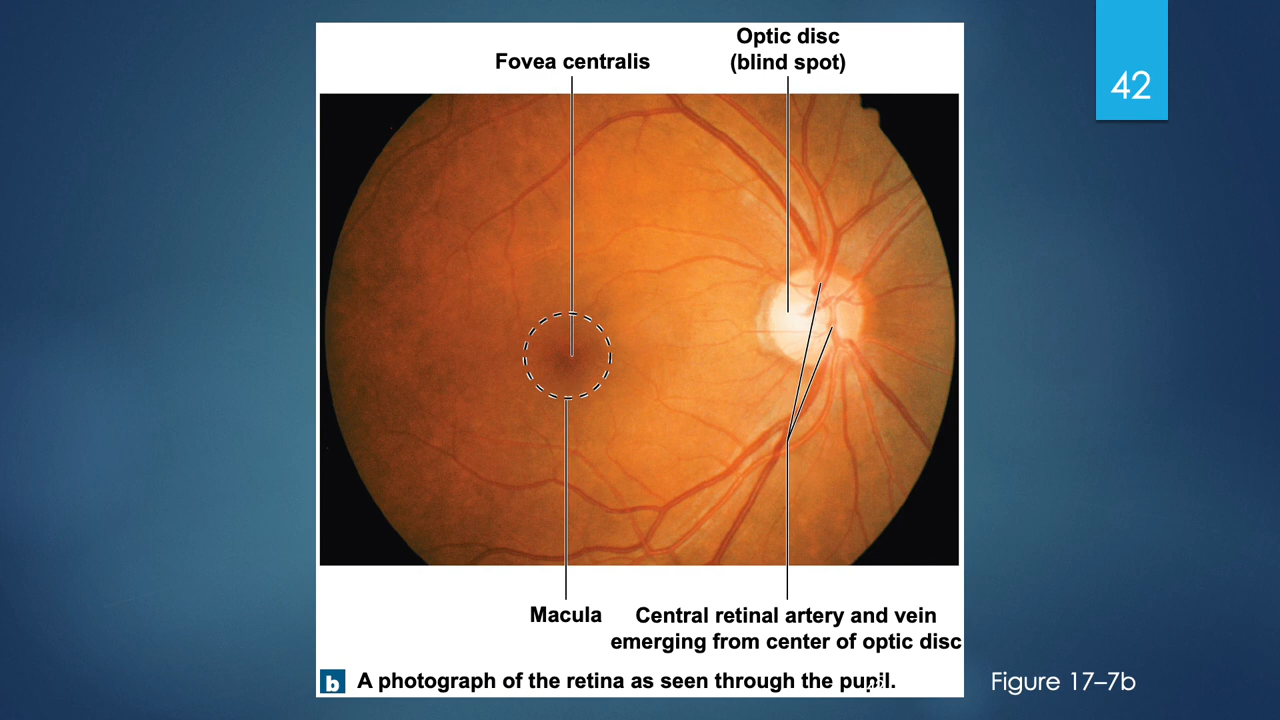 Optic disc
Fovea centralis
(blind spot)
42
Macula
Central retinal artery and vein
emerging from center of optic disc
b
A photograph of the retina as seen through the pupil.
Figure 17–7b